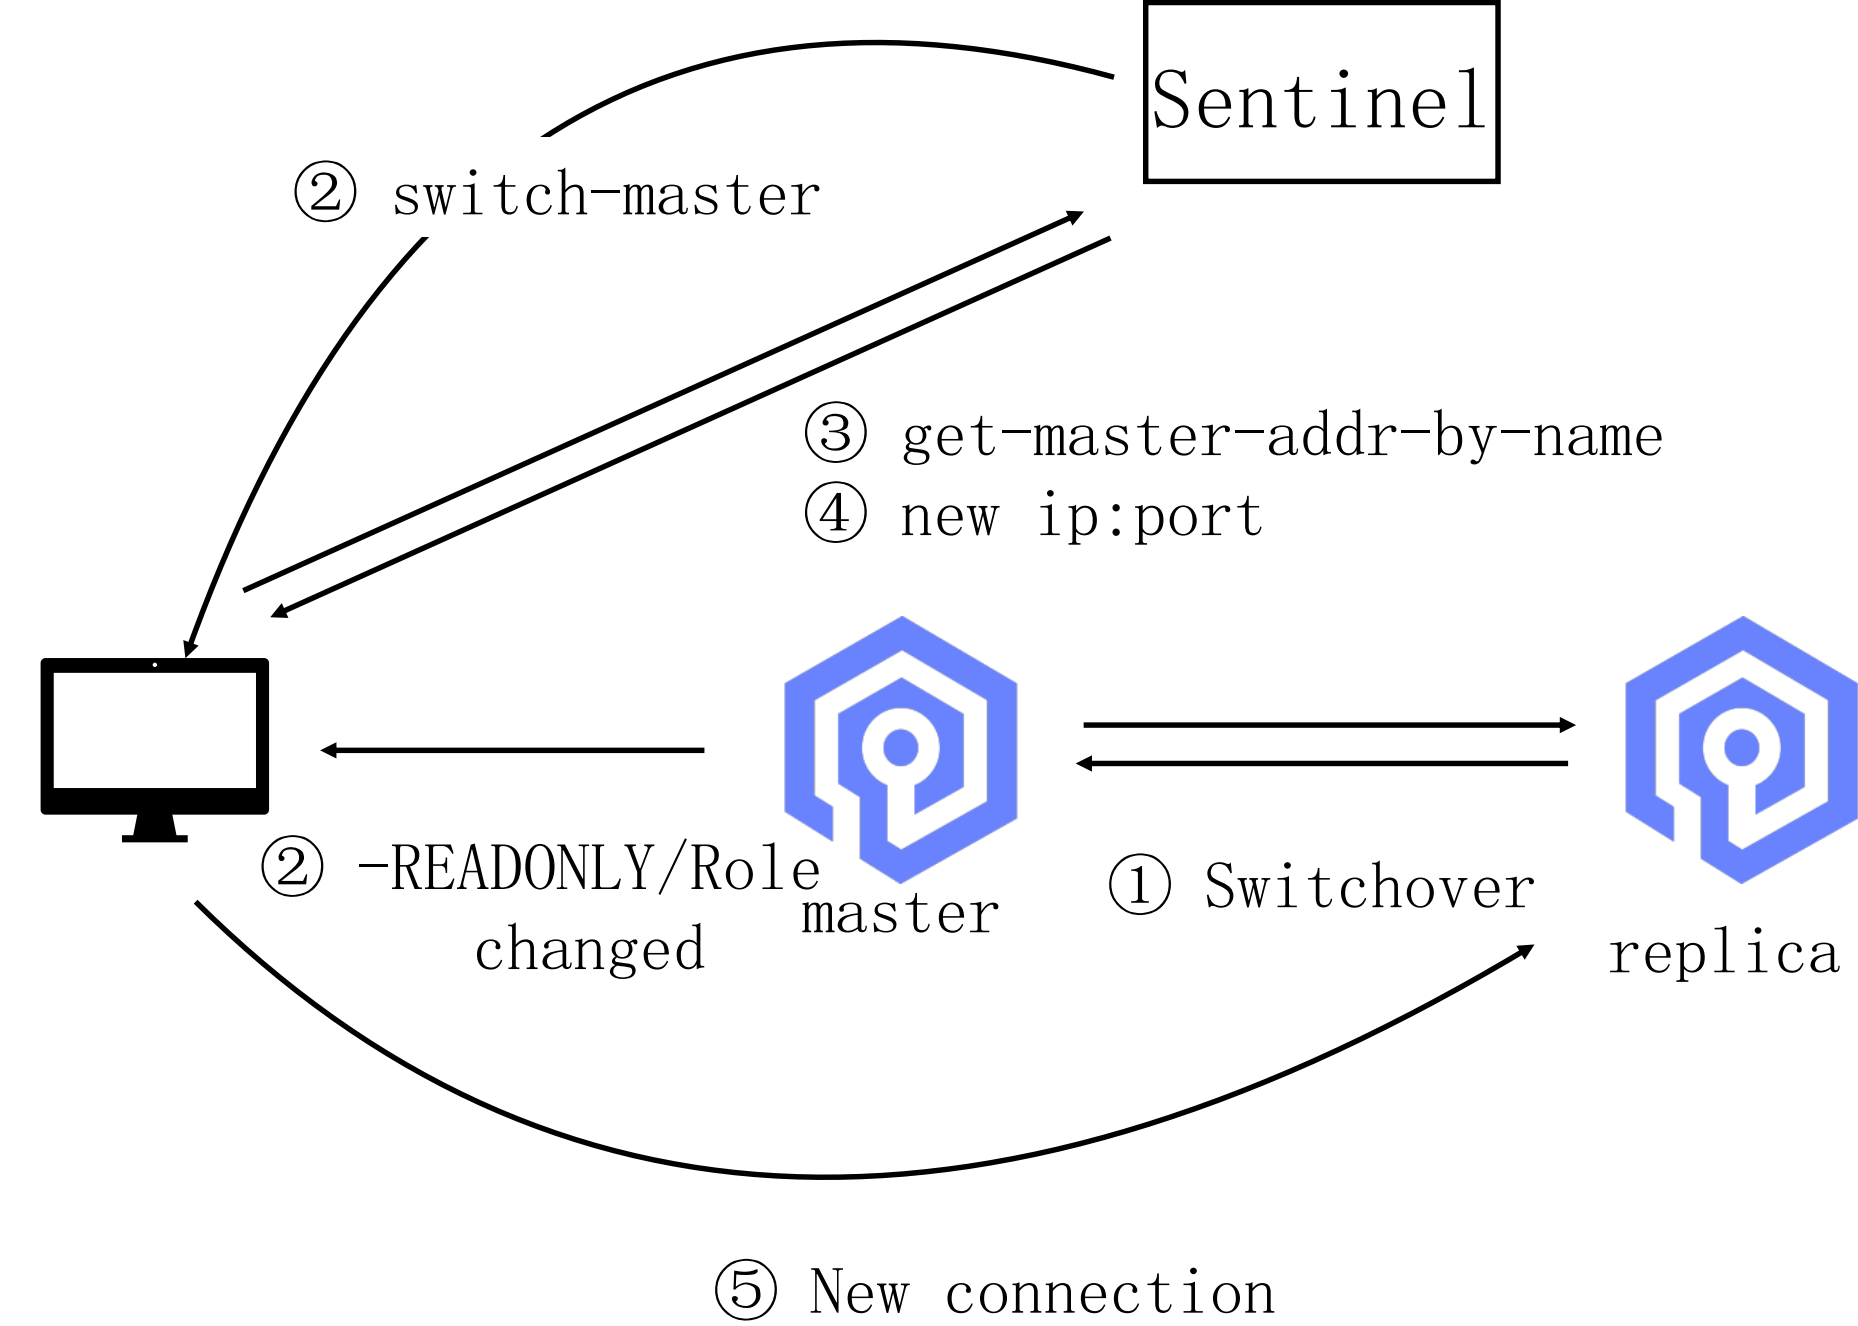 Sentinel
② switch-master
③ get-master-addr-by-name
④ new ip:port
② -READONLY/Role
changed
master
① Switchover
replica
⑤ New connection